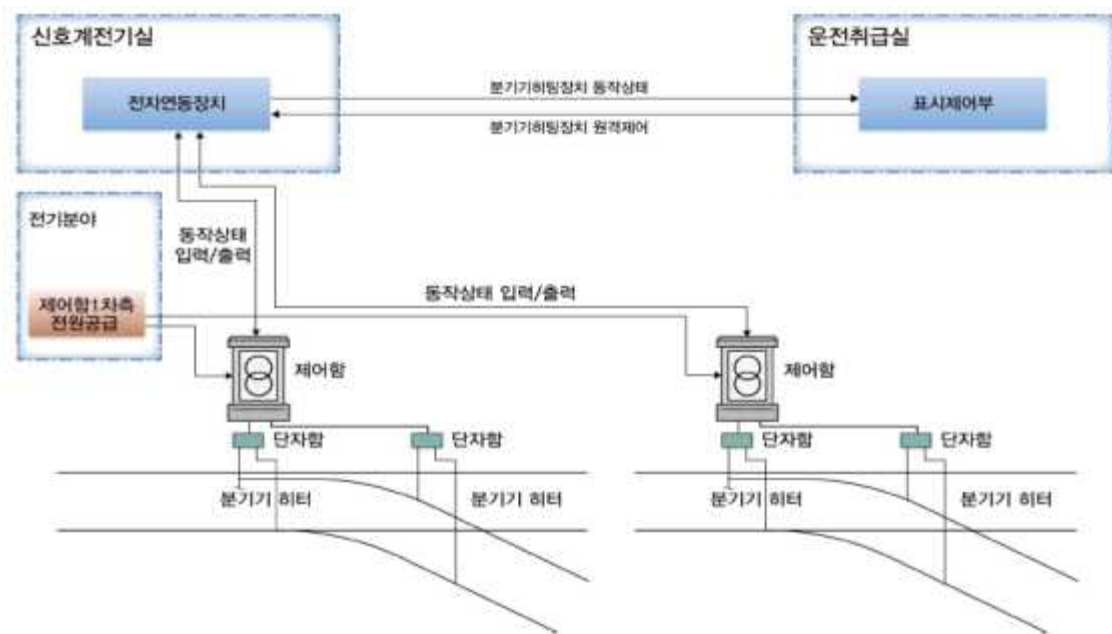 신호계전기실
운전취급실
전자연동장치
분기기히팅장치 동작상태
분기기히팅장치 원격제어
표시제어부
전기분야
동작상태
입력/출력
제어함1차측
전원공급
동작상태 입력/출력
제어함
제어함
단자함
단자함
단자함
단자함
분기기 히터
분기기 히터
분기기 히터
분기기 히터